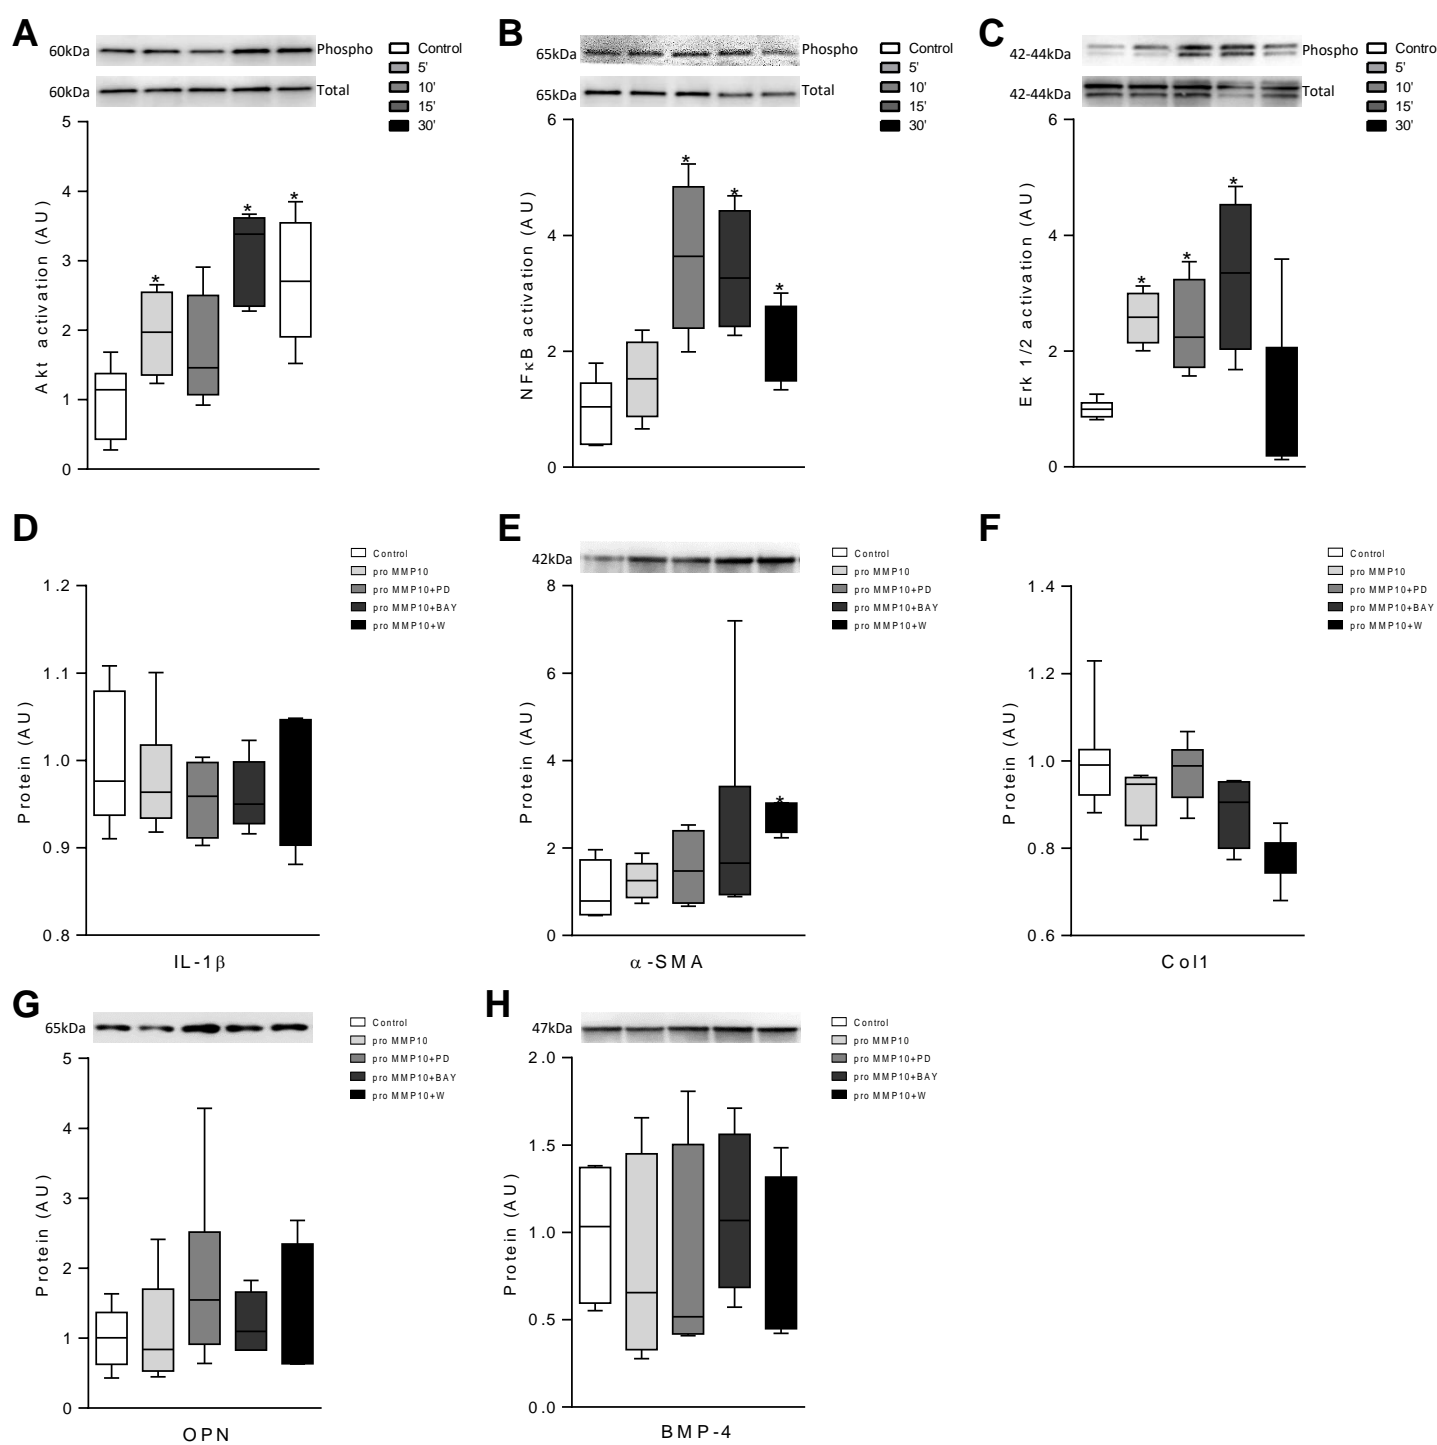 A
60kDa
Phospo
60kDa
Total
Control
5'
10'
15'
30'
Akt activation (AU)
5
4
3
2
1
0
*
*
*
B
65kDa
Phospho
65kDa
Total
Control
5'
10'
15'
30'
NFκB activation (AU)
6
4
2
0
*
*
*
C
42-44kDa
Phospho
42-44kDa
Total
Contro
5'
10'
15'
30'
Erk 1/2 activation (AU)
6
4
2
0
*
*
*
D
Control
pro MMP10
pro MMP10+PD
pro MMP10+BAY
pro MMP10+W
Protein (AU)
1.2
1.1
1.0
0.9
0.8
IL-1β
E
42kDa
Control
pro MMP10
pro MMP10+PD
pro MMP10+BAY
pro MMP10+W
Protein (AU)
8
6
4
2
0
*
α-SMA
F
Control
pro MMP10
pro MMP10+PD
pro MMP10+BAY
pro MMP10+W
Protein (AU)
1.4
1.2
1.0
0.8
0.6
Col1
G
65kDa
Control
pro MMP10
pro MMP10+PD
pro MMP10+BAY
pro MMP10+W
Protein (AU)
5
4
3
2
1
0
OPN
H
47kDa
Control
pro MMP10
pro MMP10+PD
pro MMP10+BAY
pro MMP10+W
Protein (AU)
2.0
1.5
1.0
0.5
0.0
BMP-4